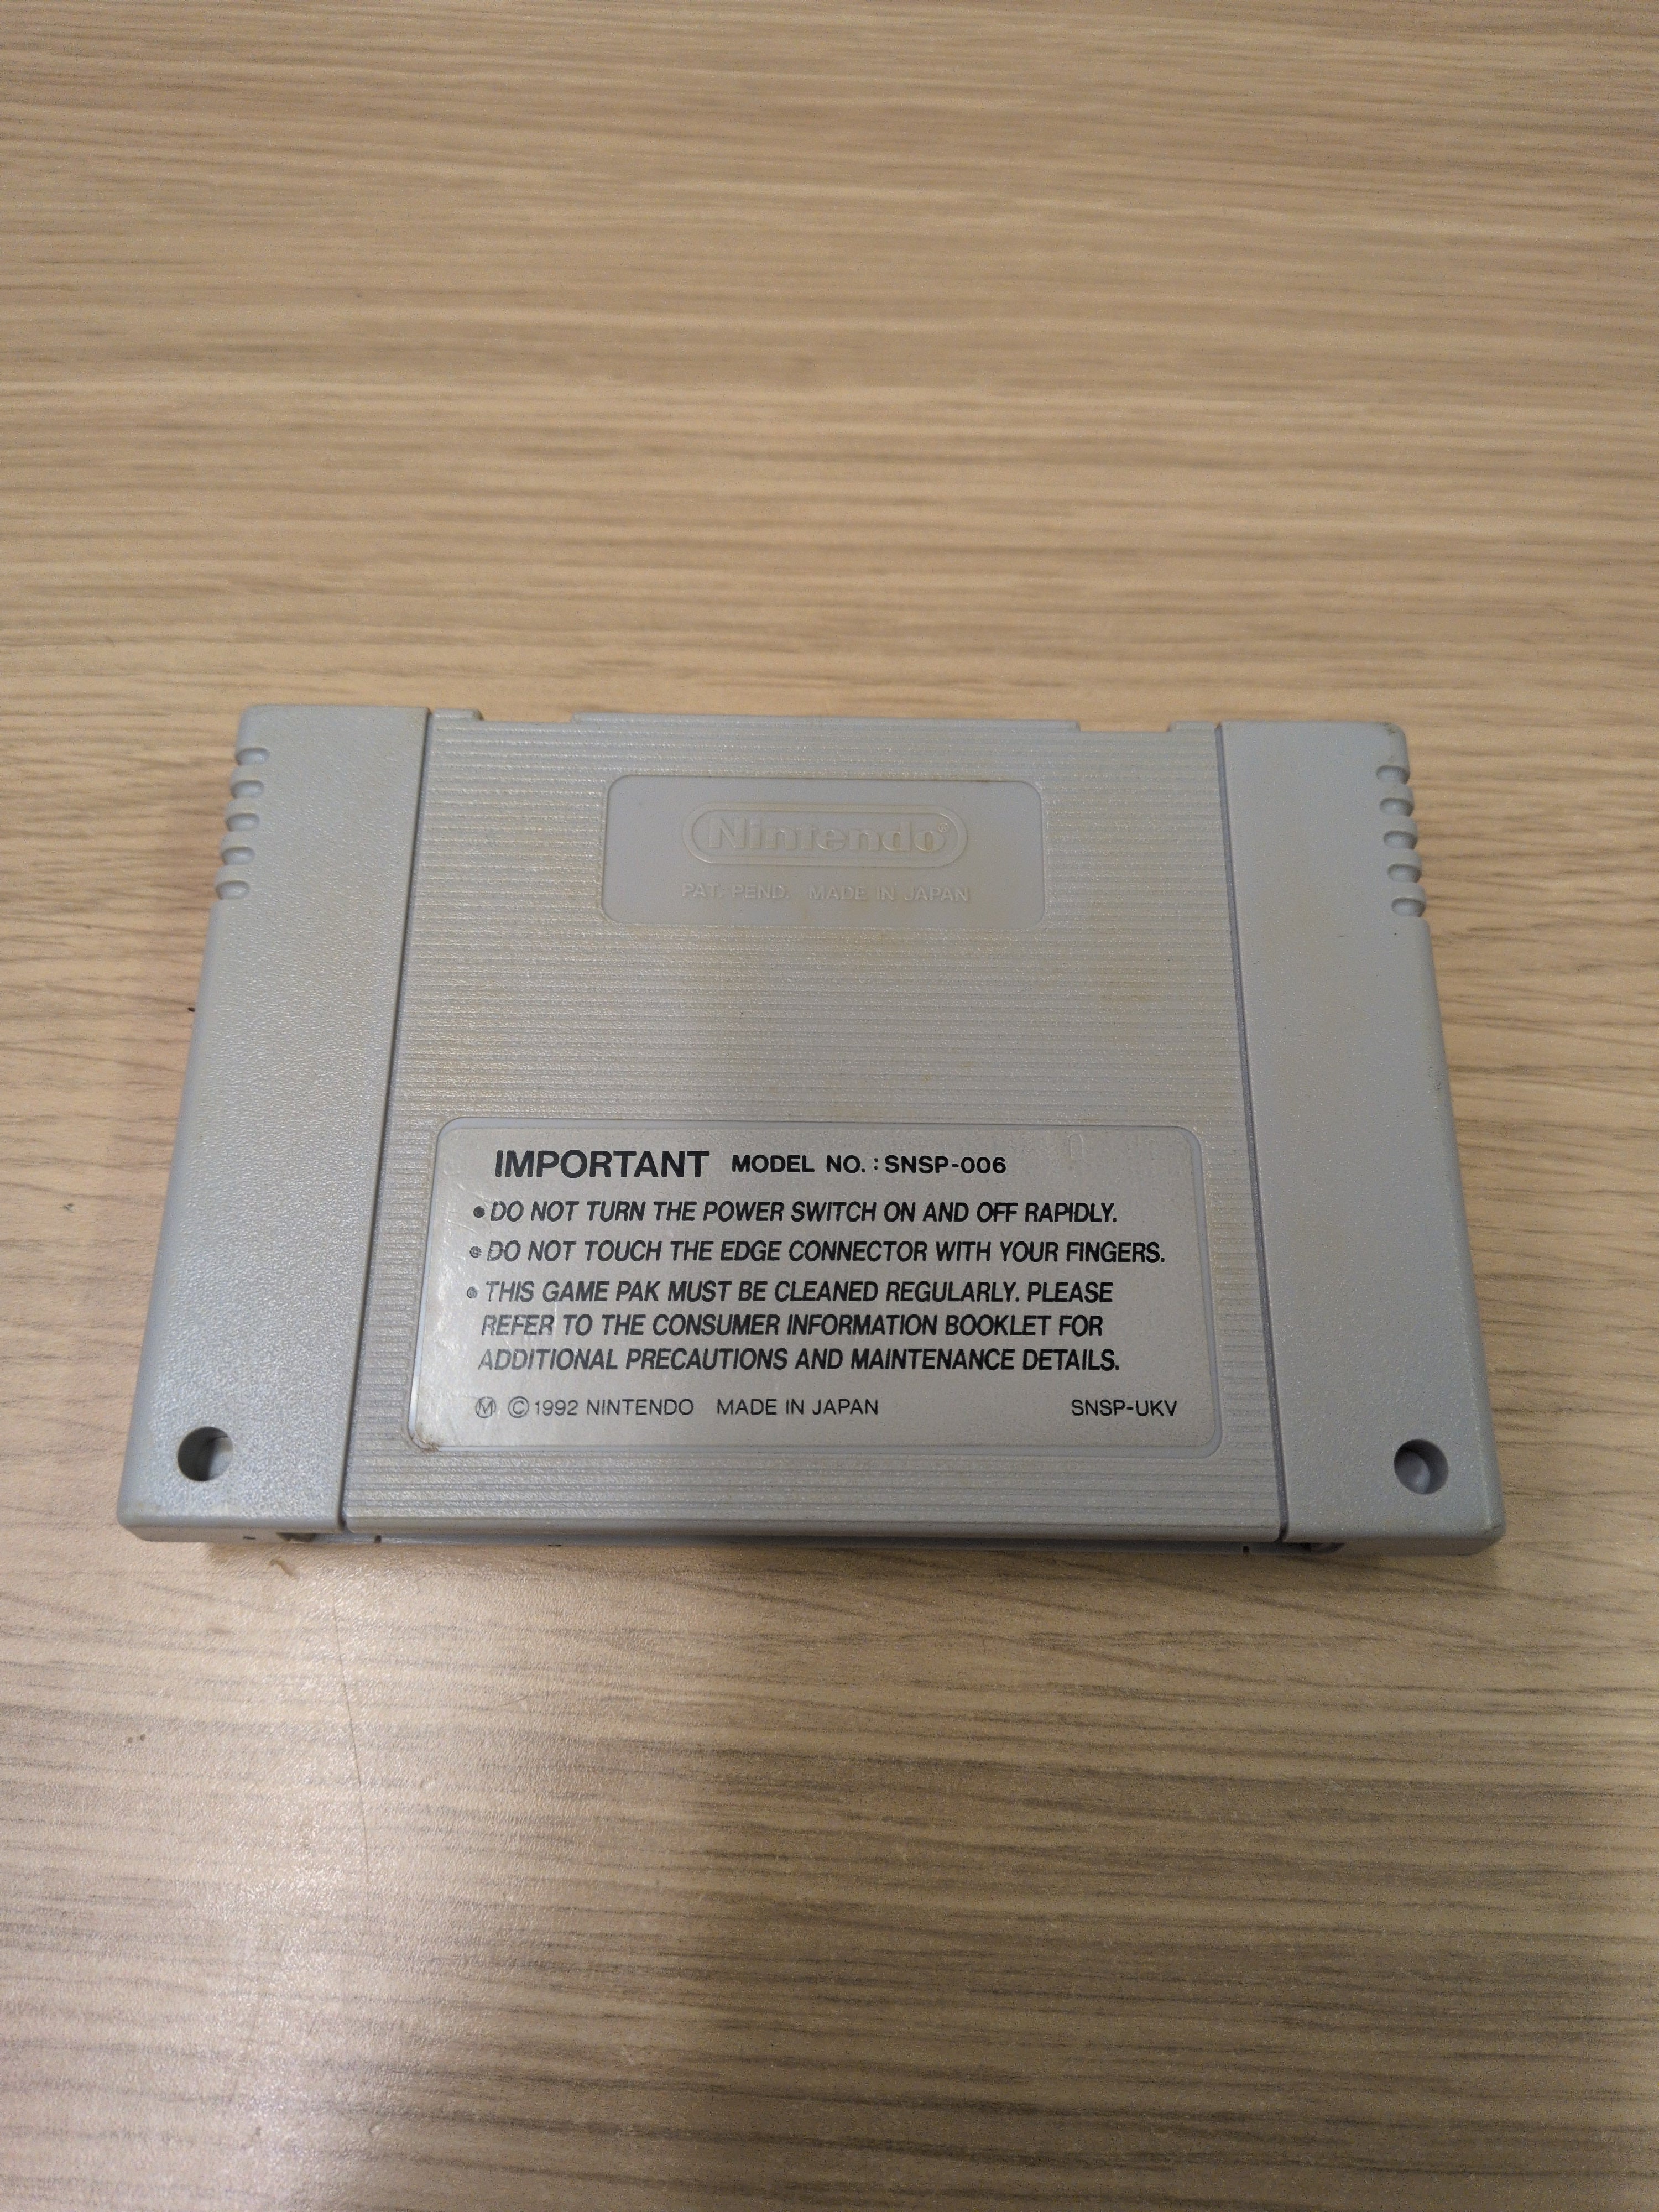 Nintendo®
PAT. PEND. MADE IN JAPAN
IMPORTANT MODEL NO. : SNSP-006
• DO NOT TURN THE POWER SWITCH ON AND OFF RAPIDLY.
• DO NOT TOUCH THE EDGE CONNECTOR WITH YOUR FINGERS.
• THIS GAME PAK MUST BE CLEANED REGULARLY. PLEASE
REFER TO THE CONSUMER INFORMATION BOOKLET FOR
ADDITIONAL PRECAUTIONS AND MAINTENANCE DETAILS.
Ⓜ ©1992 NINTENDO MADE IN JAPAN SNSP-UKV